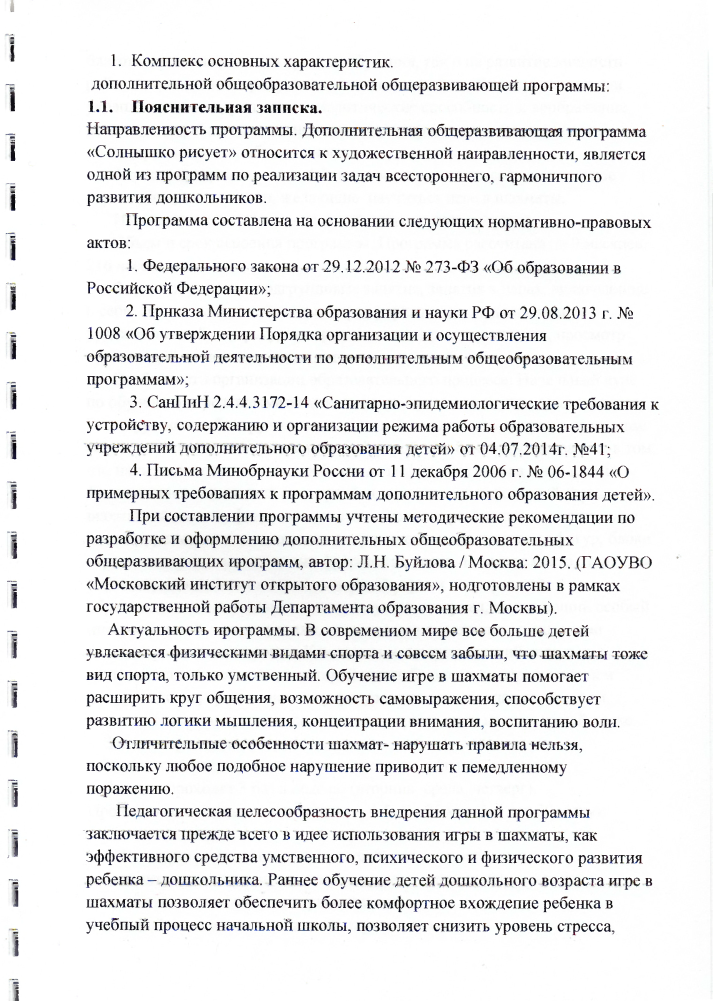 1. Комплекс основных характеристик.
дополнительной общеобразовательной общеразвивающей программы:
1.1. Пояснительная записка.
Направленность программы. Дополнительная общеразвивающая программа
«Солнышко рисует» относится к художественной направленности, является
одной из программ по реализации задач всестороннего, гармоничного
развития дошкольников.
Программа составлена на основании следующих нормативно-правовых
актов:
1. Федерального закона от 29.12.2012 № 273-ФЗ «Об образовании в
Российской Федерации»;
2. Приказа Министерства образования и науки РФ от 29.08.2013 г. №
1008 «Об утверждении Порядка организации и осуществления
образовательной деятельности по дополнительным общеобразовательным
программам»;
3. СанПиН 2.4.4.3172-14 «Санитарно-эпидемиологические требования к
устройству, содержанию и организации режима работы образовательных
учреждений дополнительного образования детей» от 04.07.2014г. №41;
4. Письма Минобрнауки России от 11 декабря 2006 г. № 06-1844 «О
примерных требованиях к программам дополнительного образования детей».
При составлении программы учтены методические рекомендации по
разработке и оформлению дополнительных общеобразовательных
общеразвивающих программ, автор: Л.Н. Буйлова / Москва: 2015. (ГАОУВО
«Московский институт открытого образования», подготовлены в рамках
государственной работы Департамента образования г. Москвы).
Актуальность программы. В современном мире все больше детей
увлекается физическими видами спорта и совсем забыли, что шахматы тоже
вид спорта, только умственный. Обучение игре в шахматы помогает
расширить круг общения, возможность самовыражения, способствует
развитию логики мышления, концентрации внимания, воспитанию воли.
Отличительные особенности шахмат- нарушать правила нельзя,
поскольку любое подобное нарушение приводит к немедленному
поражению.
Педагогическая целесообразность внедрения данной программы
заключается прежде всего в идее использования игры в шахматы, как
эффективного средства умственного, психического и физического развития
ребенка – дошкольника. Раннее обучение детей дошкольного возраста игре в
шахматы позволяет обеспечить более комфортное вхождение ребенка в
учебный процесс начальной школы, позволяет снизить уровень стресса,